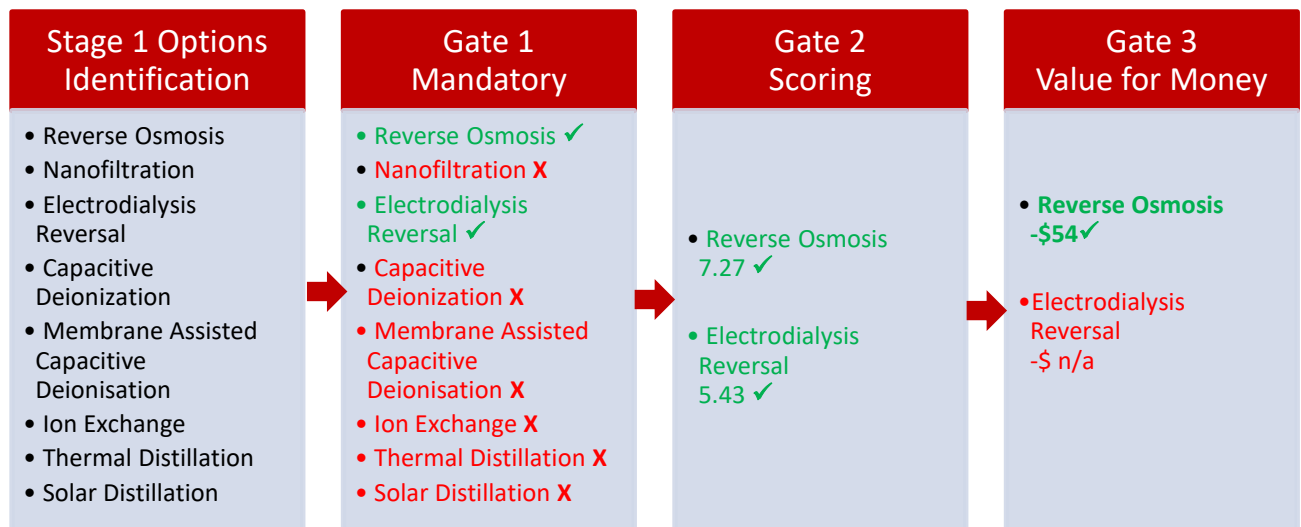 Stage 1 Options
Identification
• Reverse Osmosis
• Nanofiltration
• Electrodialysis
Reversal
• Capacitive
Deionization
• Membrane Assisted
Capacitive
Deionisation
• Ion Exchange
• Thermal Distillation
• Solar Distillation
Gate 1
Mandatory
• Reverse Osmosis ✓
• Nanofiltration X
• Electrodialysis
Reversal ✓
• Capacitive
Deionization X
• Membrane Assisted
Capacitive
Deionisation X
• Ion Exchange X
• Thermal Distillation X
• Solar Distillation X
Gate 2
Scoring
• Reverse Osmosis
7.27 ✓
• Electrodialysis
Reversal
5.43 ✓
Gate 3
Value for Money
• Reverse Osmosis
-$54✓
•Electrodialysis
Reversal
-$ n/a